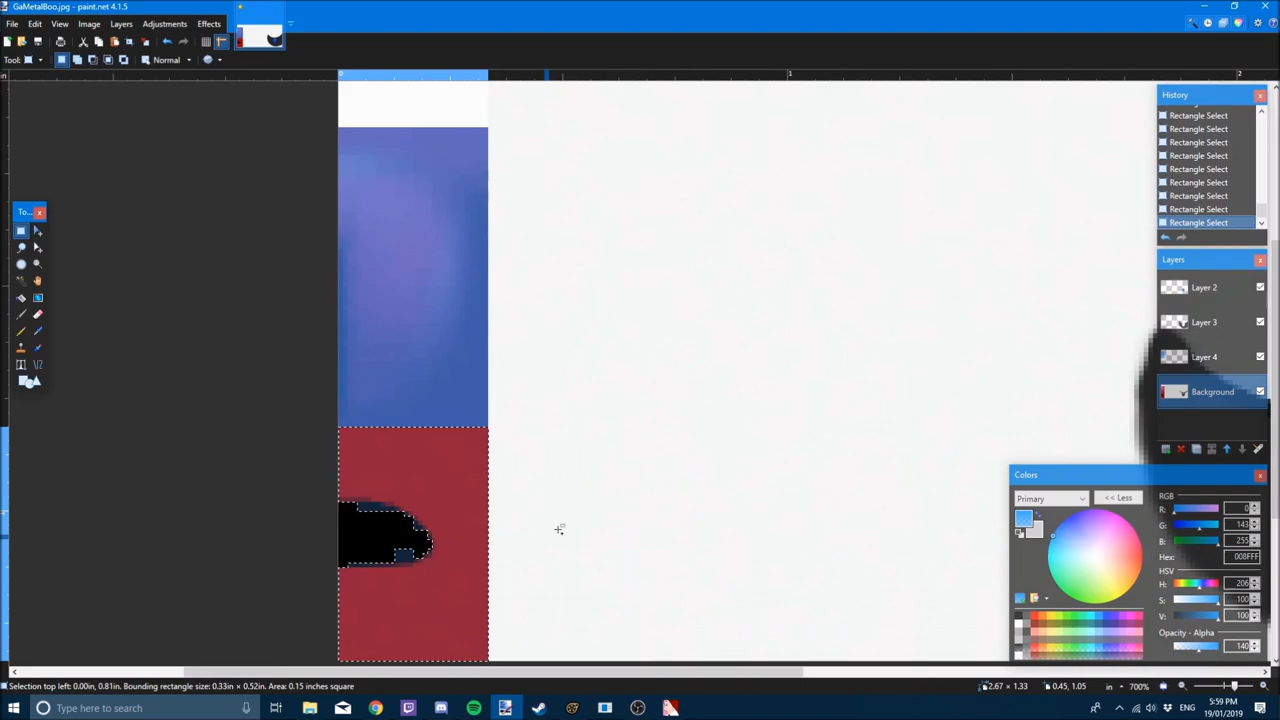 GaMetalBoo.jpg - paint.net 4.1.5
File Edit View Image Layers Adjustments Effects
Tool: Normal
in 0 1 2
To...
History
Rectangle Select
Rectangle Select
Rectangle Select
Rectangle Select
Rectangle Select
Rectangle Select
Rectangle Select
Rectangle Select
Rectangle Select
Layers
Layer 2
Layer 3
Layer 4
Background
Colors
Primary << Less RGB
R: 0
G: 143
B: 255
Hex: 008FFF
HSV
H: 206
S: 100
V: 100
Opacity - Alpha
140
Selection top left: 0.00in, 0.81in. Bounding rectangle size: 0.33in × 0.52in. Area: 0.15 inches square 2.67 × 1.33 0.45, 1.05 in 700%
Type here to search ENG 5:59 PM
19/01/2019